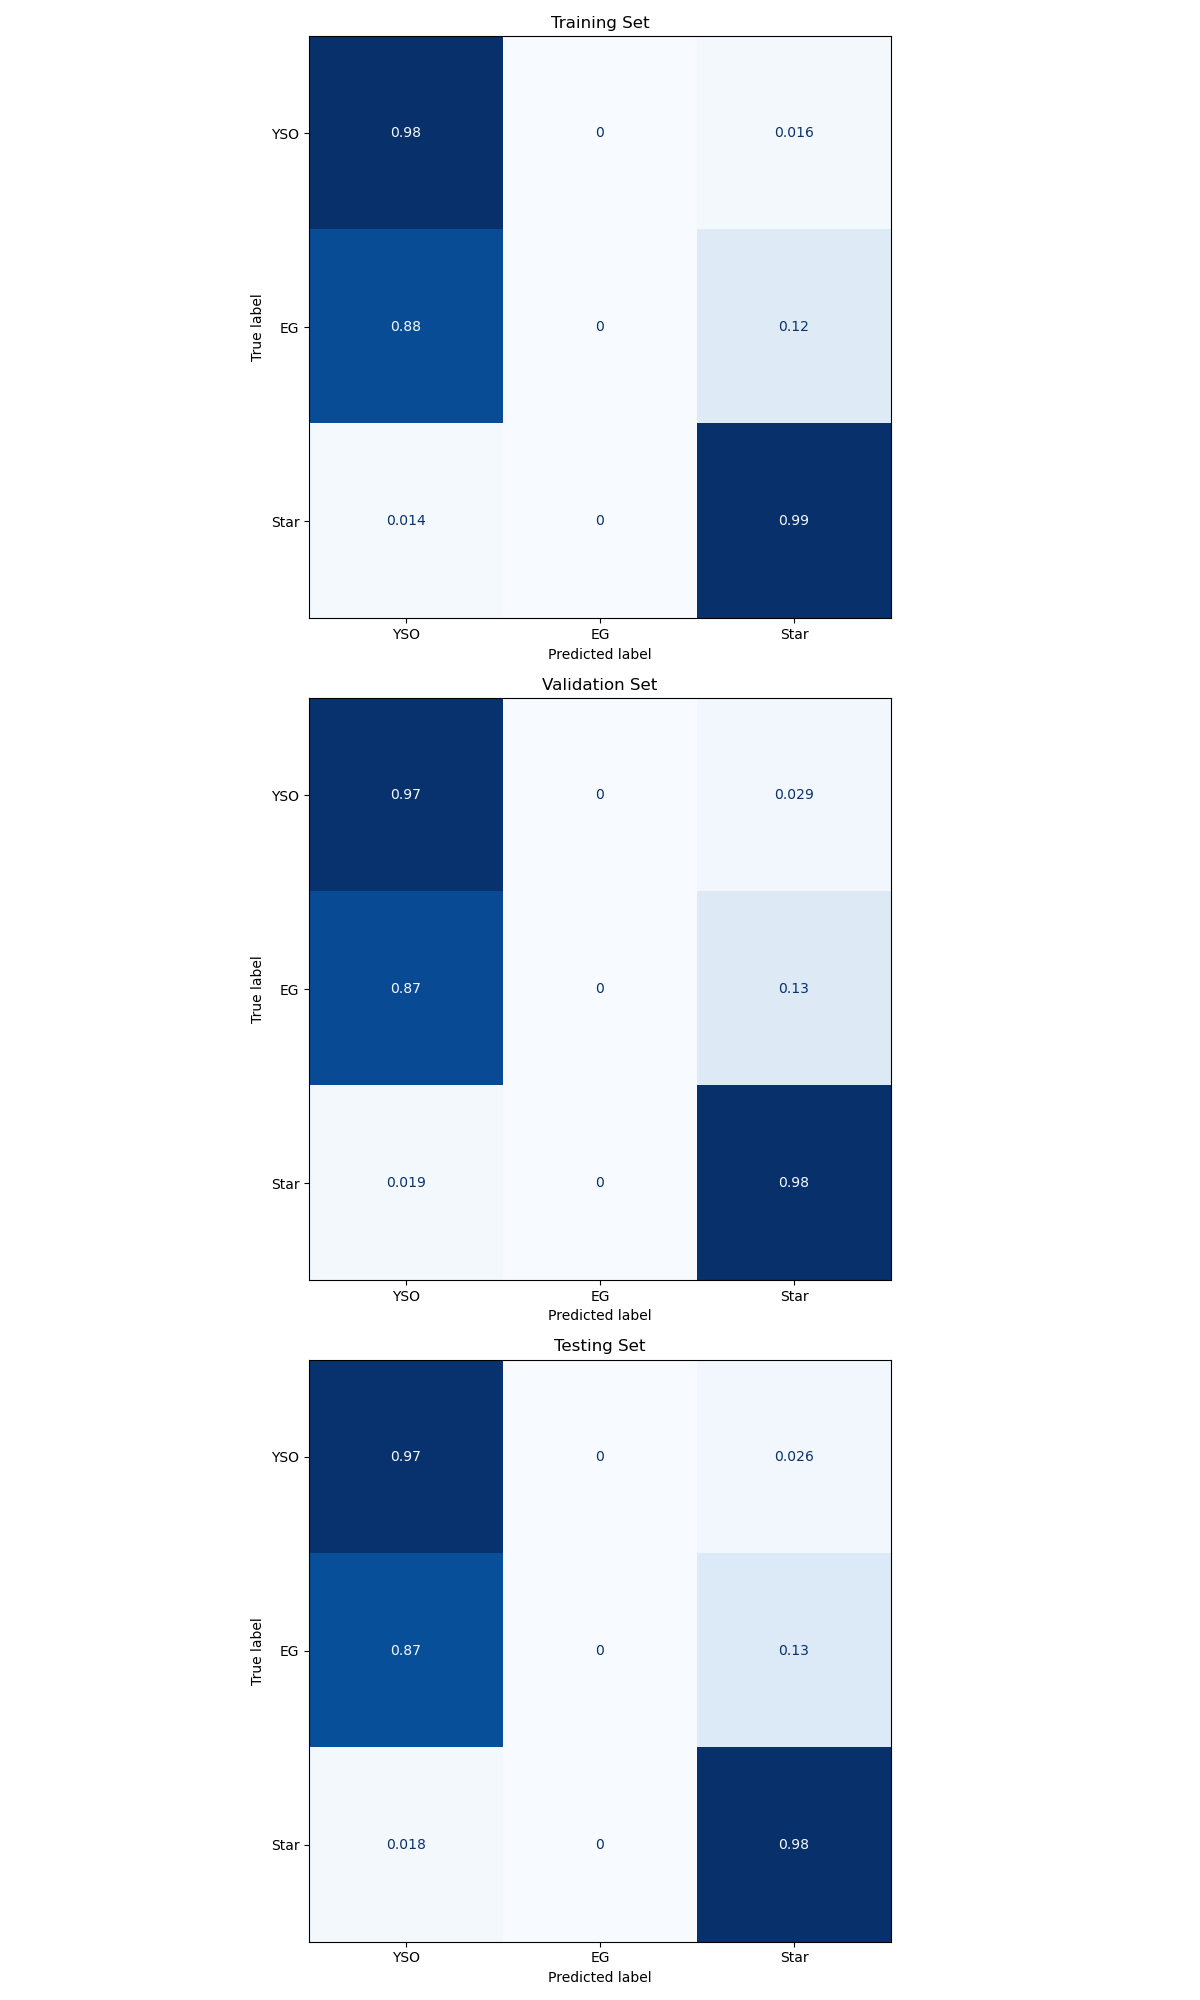 Training Set
YSO 0.98 0 0.016
EG 0.88 0 0.12
Star 0.014 0 0.99
True label
YSO EG Star
Predicted label
Validation Set
YSO 0.97 0 0.029
EG 0.87 0 0.13
Star 0.019 0 0.98
True label
YSO EG Star
Predicted label
Testing Set
YSO 0.97 0 0.026
EG 0.87 0 0.13
Star 0.018 0 0.98
True label
YSO EG Star
Predicted label